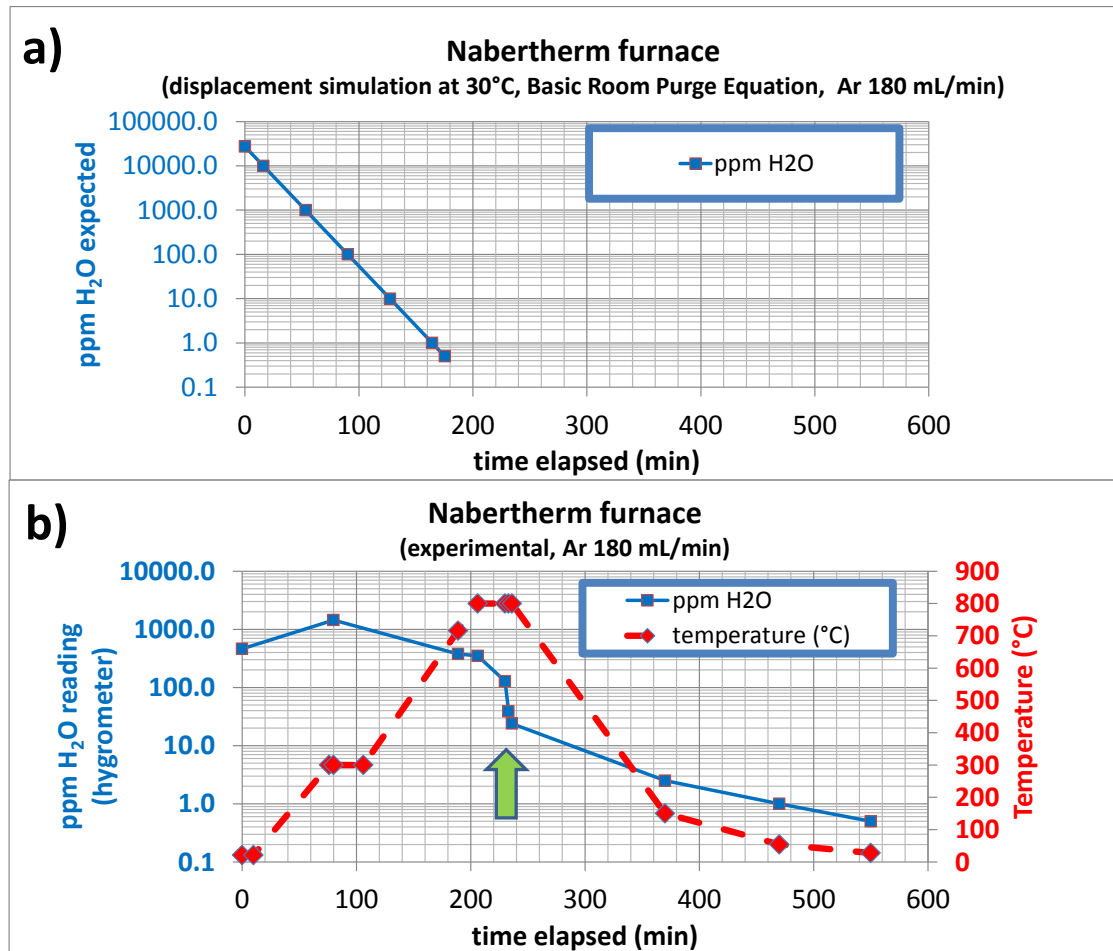 a)
Nabertherm furnace
(displacement simulation at 30°C, Basic Room Purge Equation, Ar 180 mL/min)
ppm H₂O expected
100000.0
10000.0
1000.0
100.0
10.0
1.0
0.1
ppm H2O
0 100 200 300 400 500 600
time elapsed (min)
b)
Nabertherm furnace
(experimental, Ar 180 mL/min)
ppm H₂O reading
(hygrometer)
10000.0
1000.0
100.0
10.0
1.0
0.1
ppm H2O
temperature (°C)
900
800
700
600
500
400
300
200
100
0
Temperature (°C)
0 100 200 300 400 500 600
time elapsed (min)